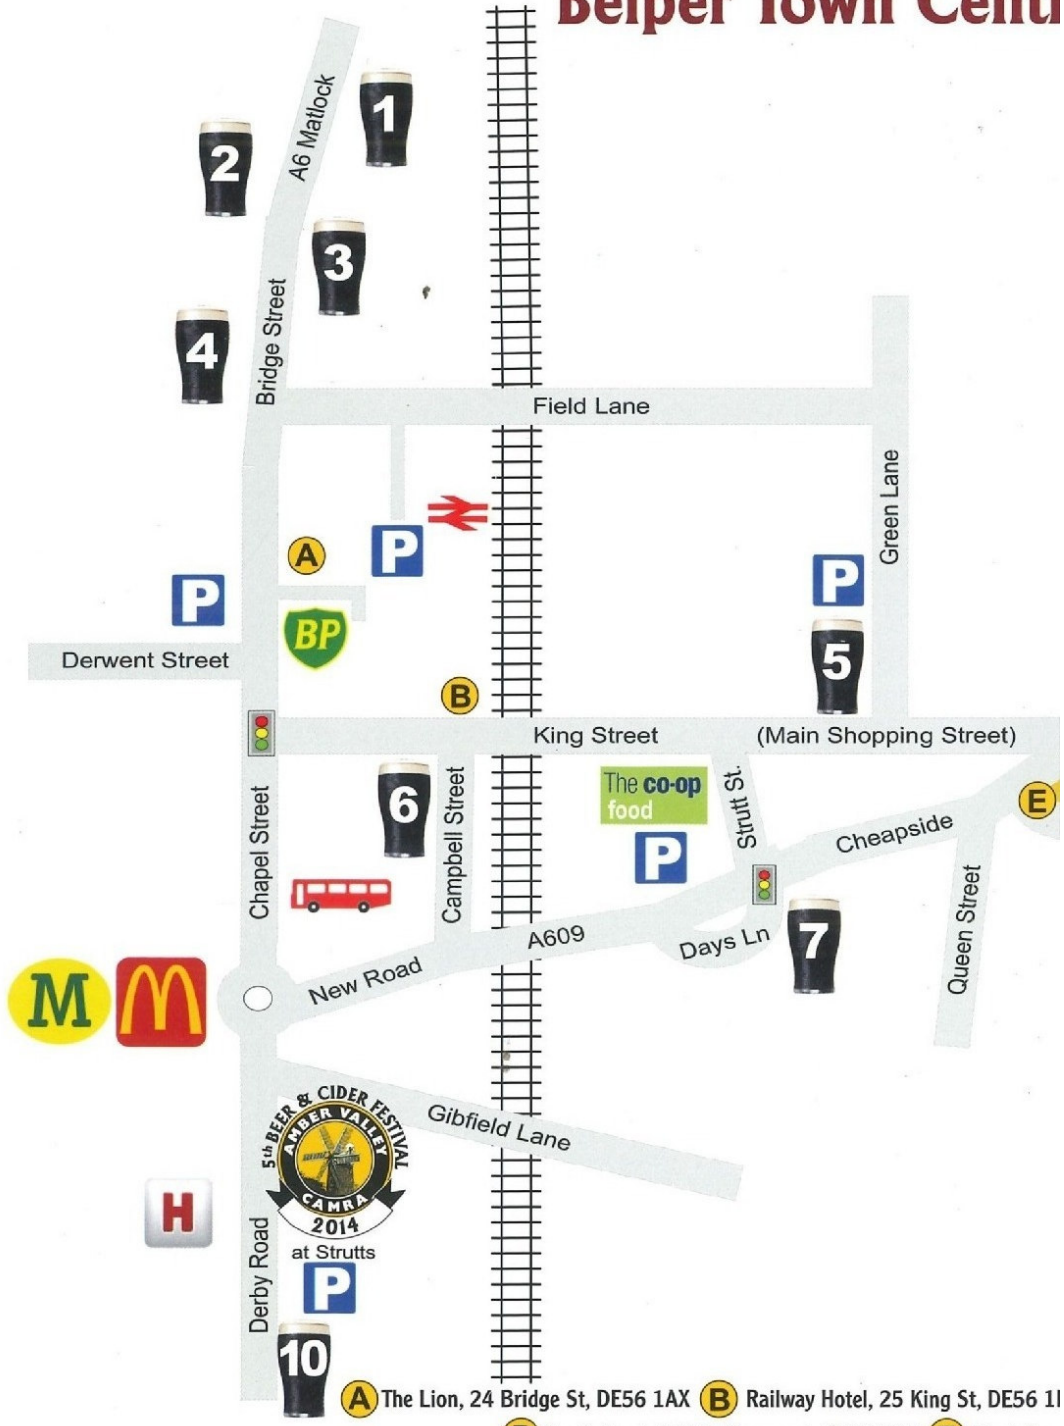 Belper Town Cent
A6 Matlock
1
2
3
Bridge Street
4
Field Lane
Green Lane
A
P
P
P
BP
5
Derwent Street
B
King Street
(Main Shopping Street)
The co-op
food
Strutt St.
E
6
Campbell Street
Chapel Street
P
Cheapside
Queen Street
A609
Days Ln
7
New Road
M
M
5th BEER & CIDER FESTIVAL
AMBER VALLEY
CAMRA
2014
at Strutts
Gibfield Lane
H
Derby Road
P
10
A The Lion, 24 Bridge St, DE56 1AX B Railway Hotel, 25 King St, DE56